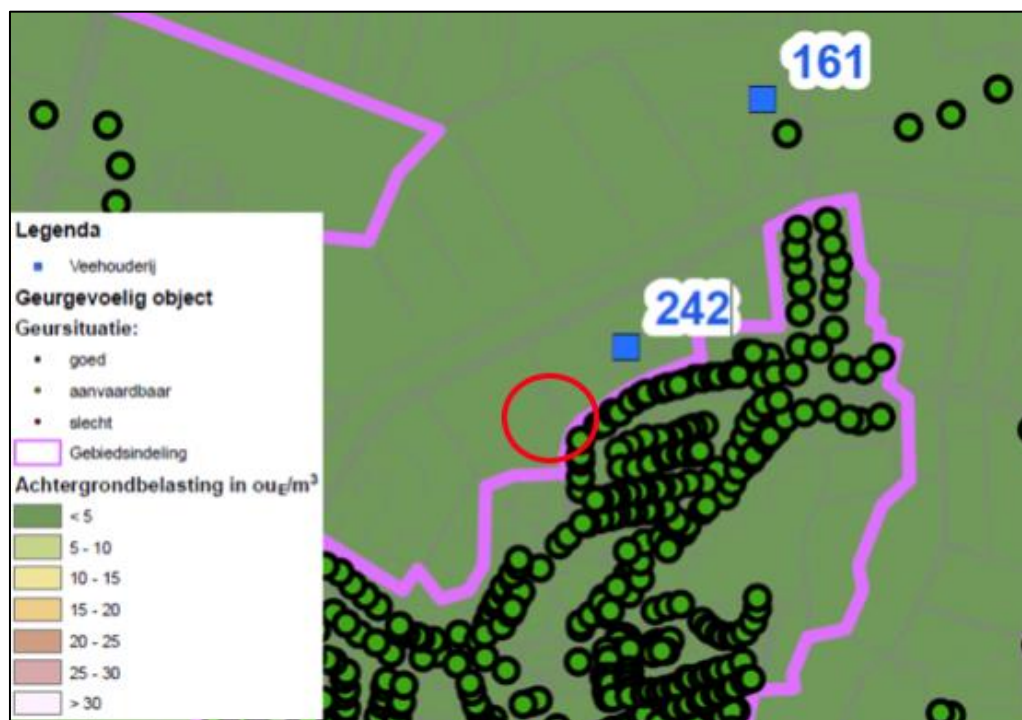 161
242
Legenda
Veehouderij
Geurgevoelig object
Geursituatie:
goed
aanvaardbaar
slecht
Gebiedsindeling
Achtergrondbelasting in ouE/m³
< 5
5 - 10
10 - 15
15 - 20
20 - 25
25 - 30
> 30